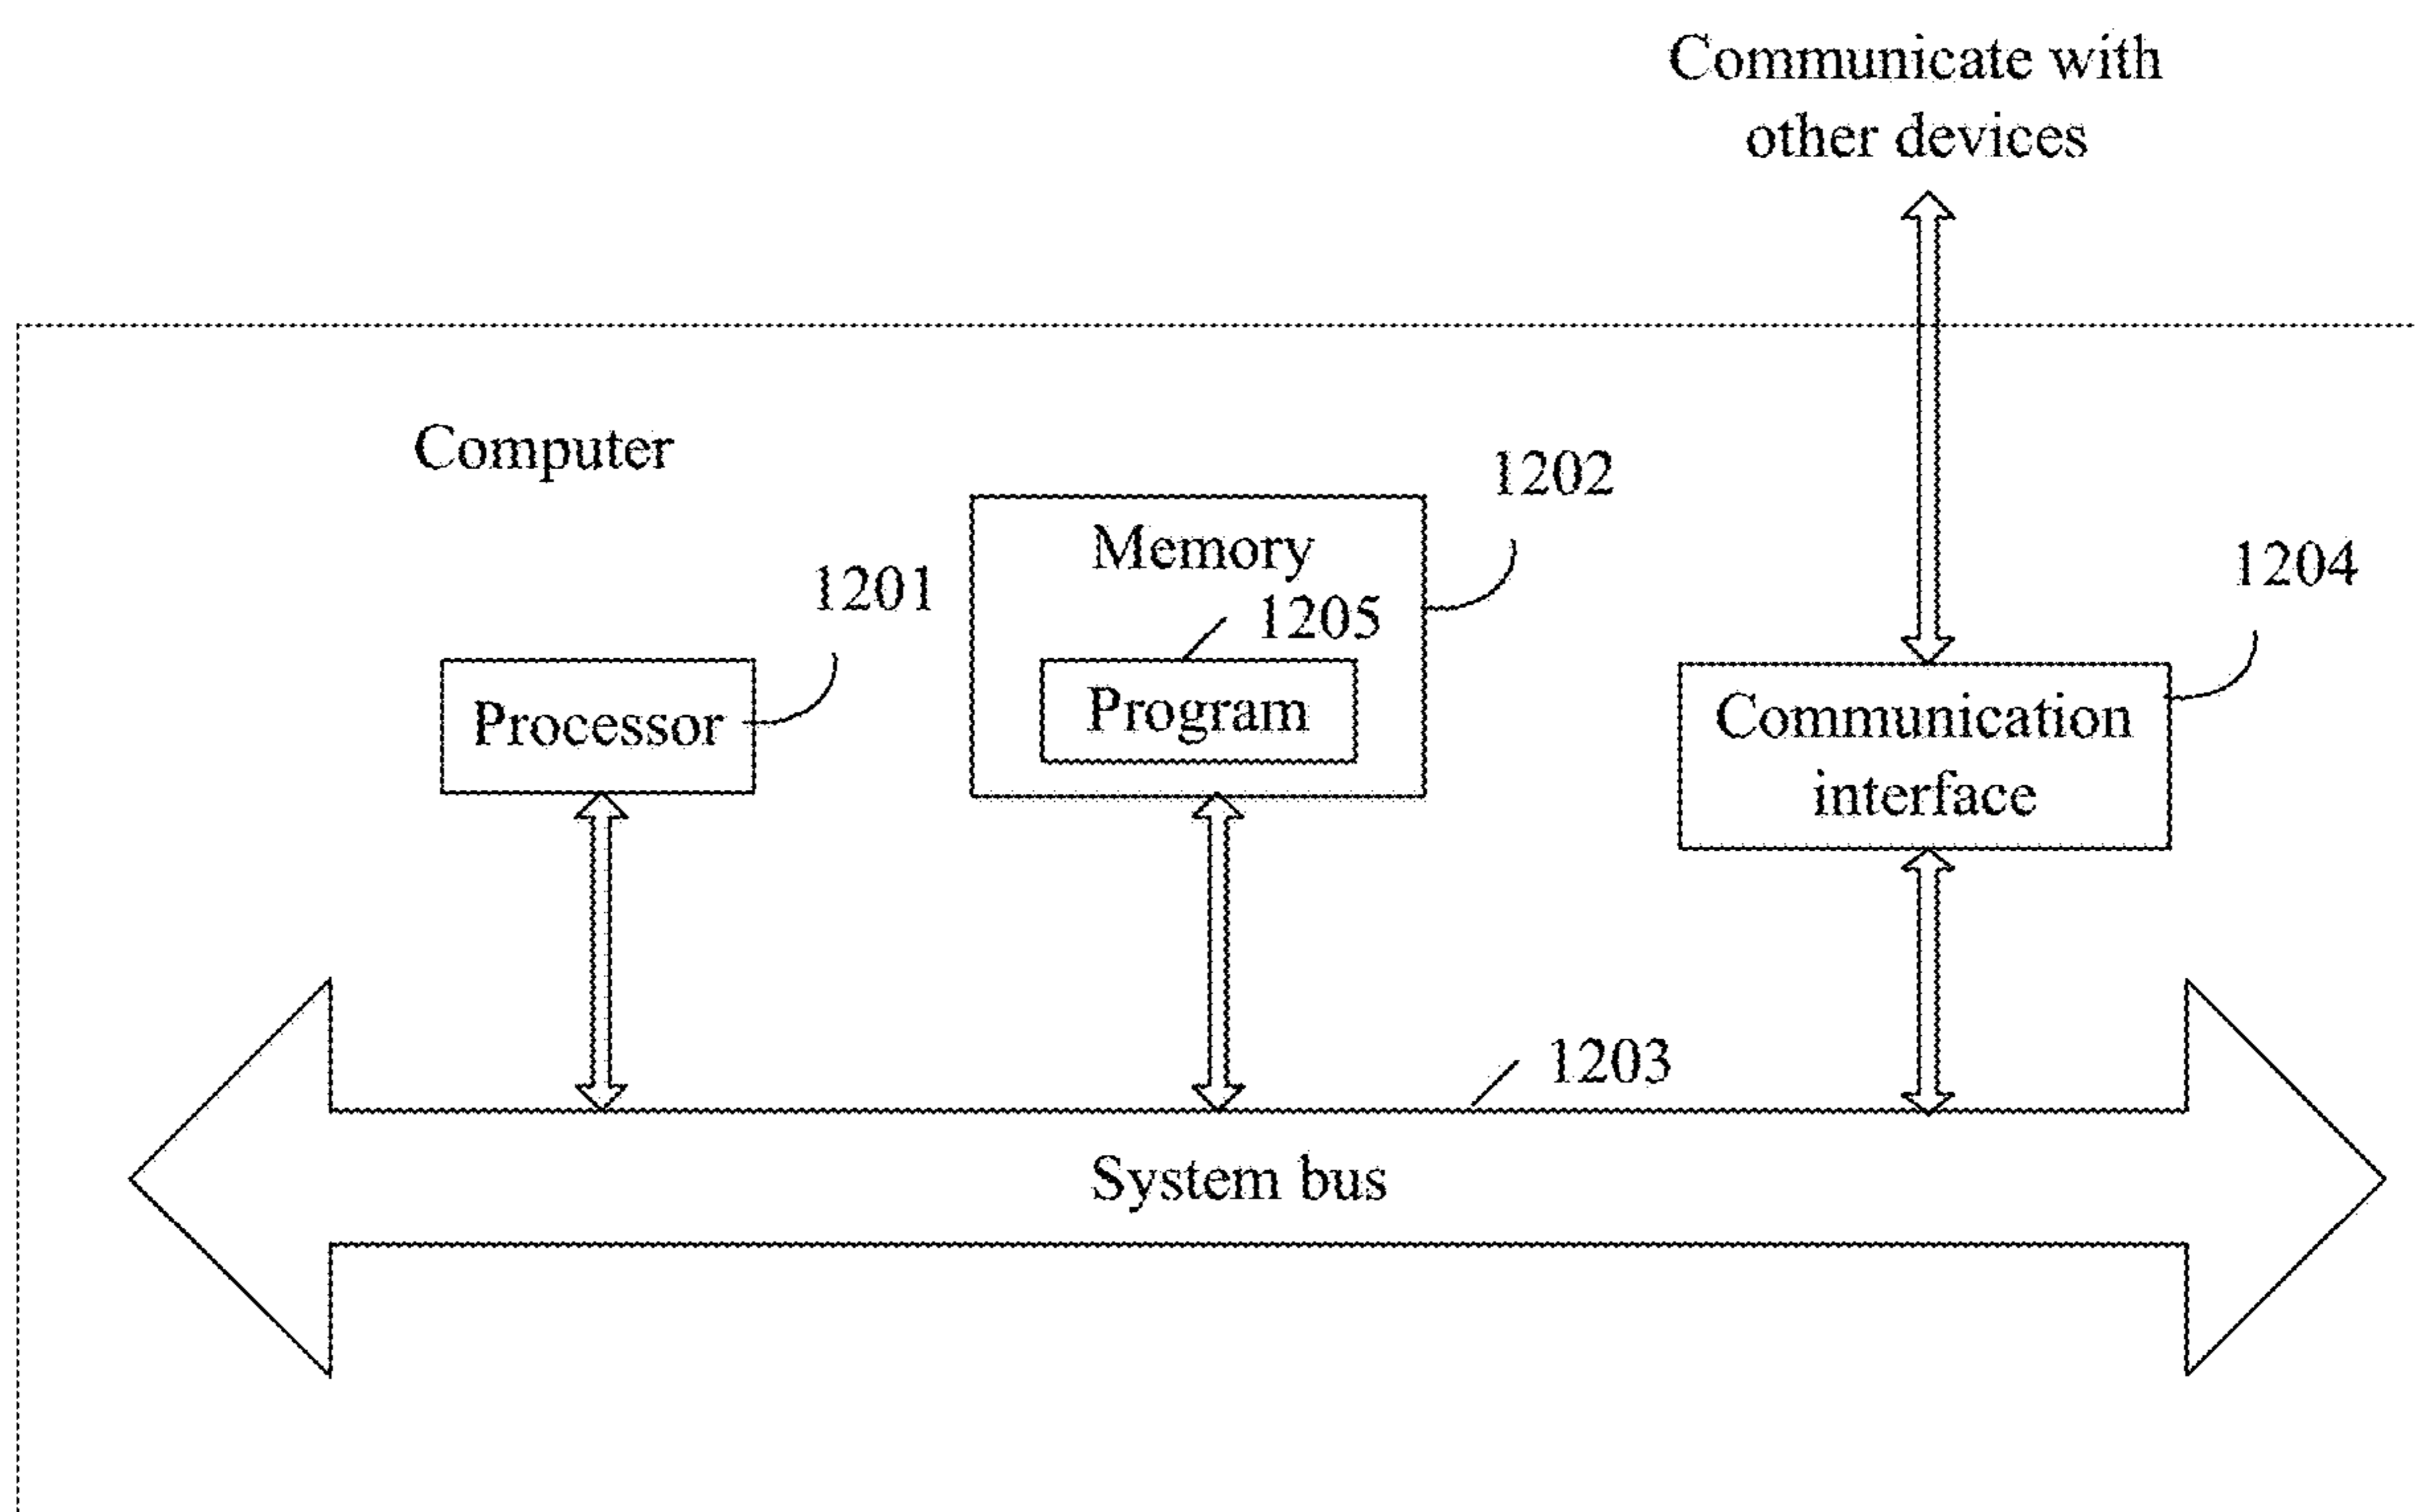 Communicate with
other devices
Computer
1202
Memory
1204
1201
1205
Processor
Program
Communication
interface
1203
System bus